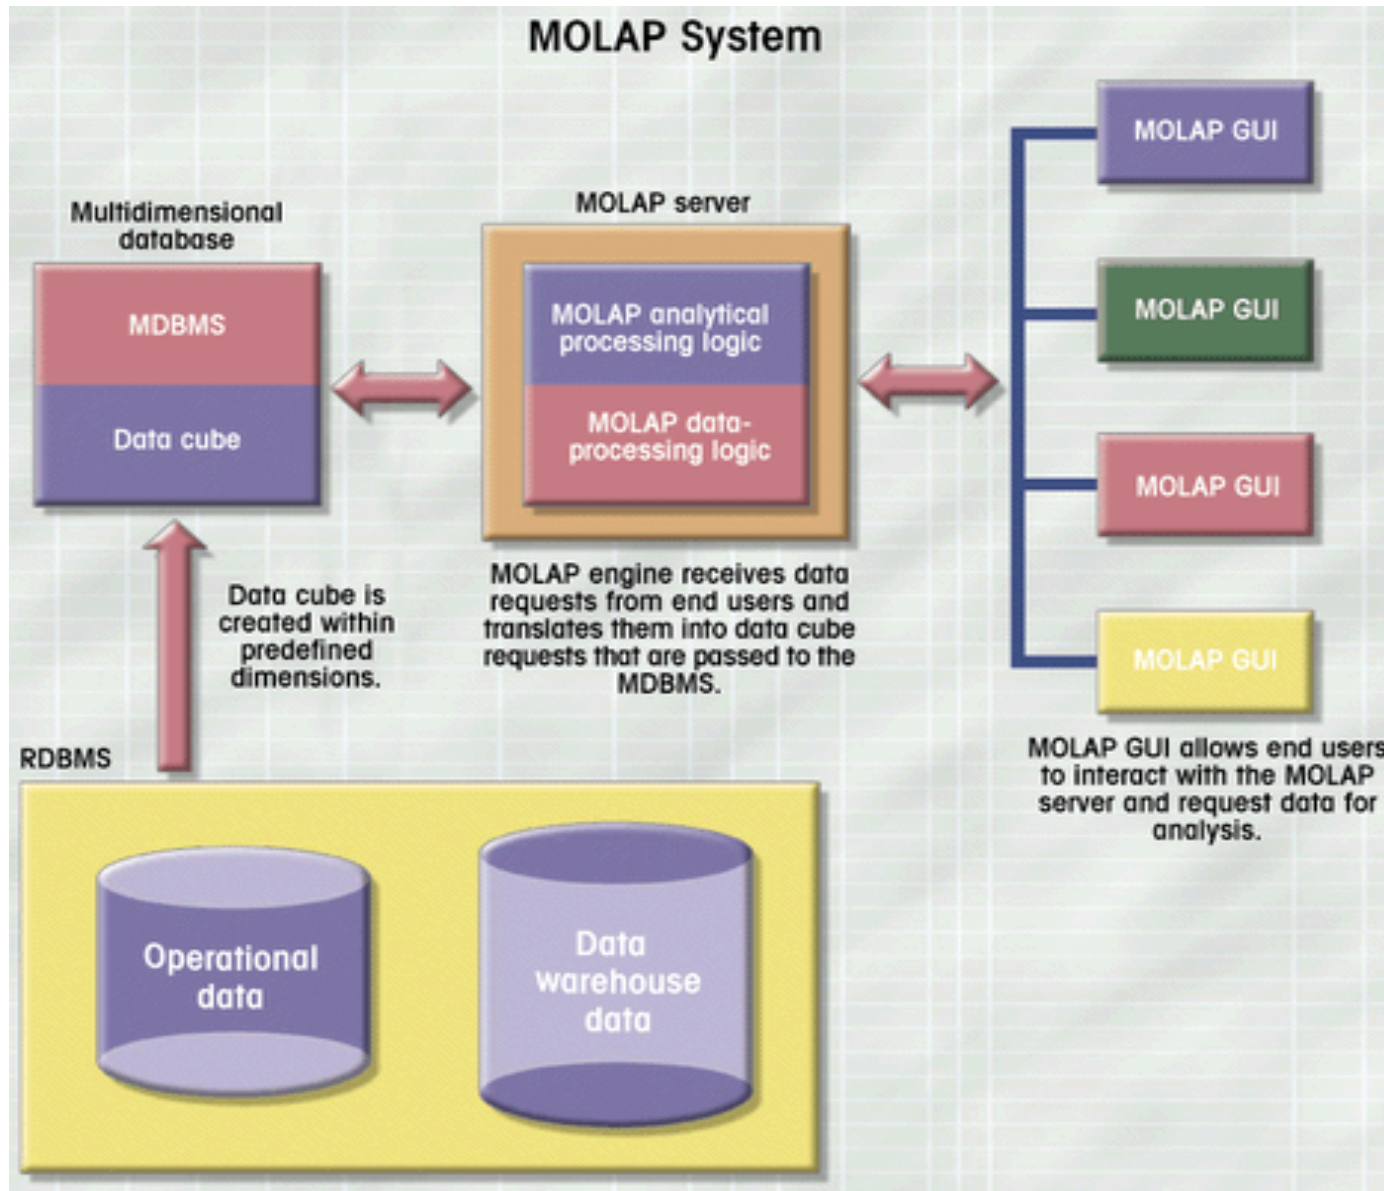 MOLAP System
MOLAP GUI
Multidimensional
database
MOLAP server
MOLAP GUI
MDBMS
MOLAP analytical
processing logic
Data cube
MOLAP data-
processing logic
MOLAP GUI
Data cube is
created within
predefined
dimensions.
MOLAP engine receives data
requests from end users and
translates them into data cube
requests that are passed to the
MDBMS.
MOLAP GUI
MOLAP GUI allows end users
to interact with the MOLAP
server and request data for
analysis.
RDBMS
Operational
data
Data
warehouse
data